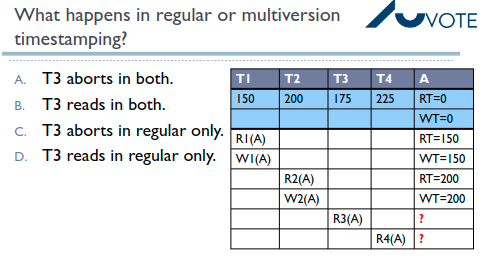 What happens in regular or multiversion
timestamping?
VOTE
A. T3 aborts in both.
B. T3 reads in both.
C. T3 aborts in regular only.
D. T3 reads in regular only.
T1 T2 T3 T4 A
150 200 175 225 RT=0
WT=0
R1(A) RT=150
W1(A) WT=150
R2(A) RT=200
W2(A) WT=200
R3(A) ?
R4(A) ?